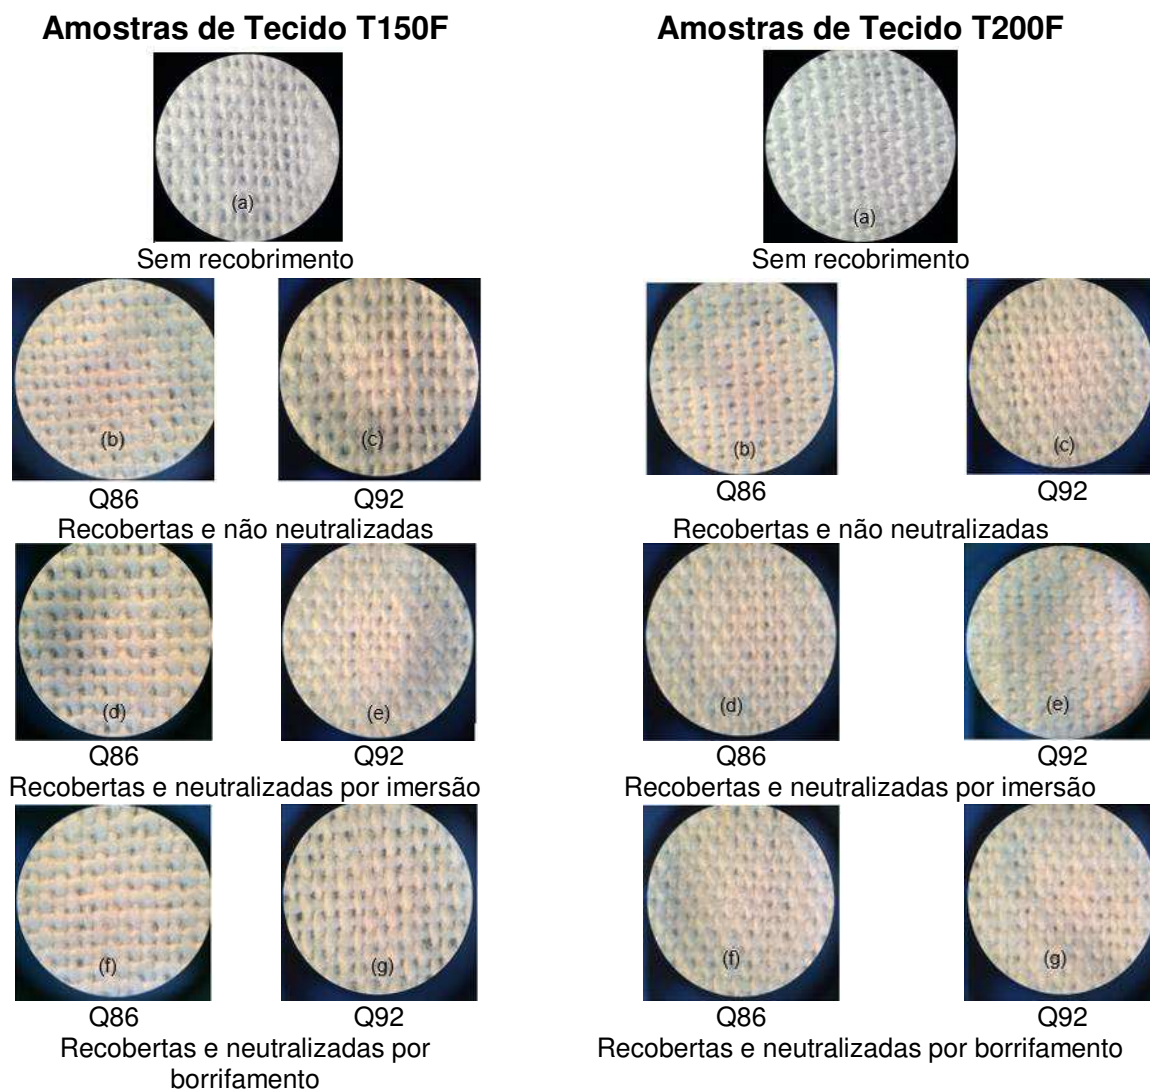 Amostras de Tecido T150F
(a)
Sem recobrimento
(b)
(c)
Q86
Q92
Recobertas e não neutralizadas
(d)
(e)
Q86
Q92
Recobertas e neutralizadas por imersão
(f)
(g)
Q86
Q92
Recobertas e neutralizadas por
borrifamento
Amostras de Tecido T200F
(a)
Sem recobrimento
(b)
(c)
Q86
Q92
Recobertas e não neutralizadas
(d)
(e)
Q86
Q92
Recobertas e neutralizadas por imersão
(f)
(g)
Q86
Q92
Recobertas e neutralizadas por borrifamento